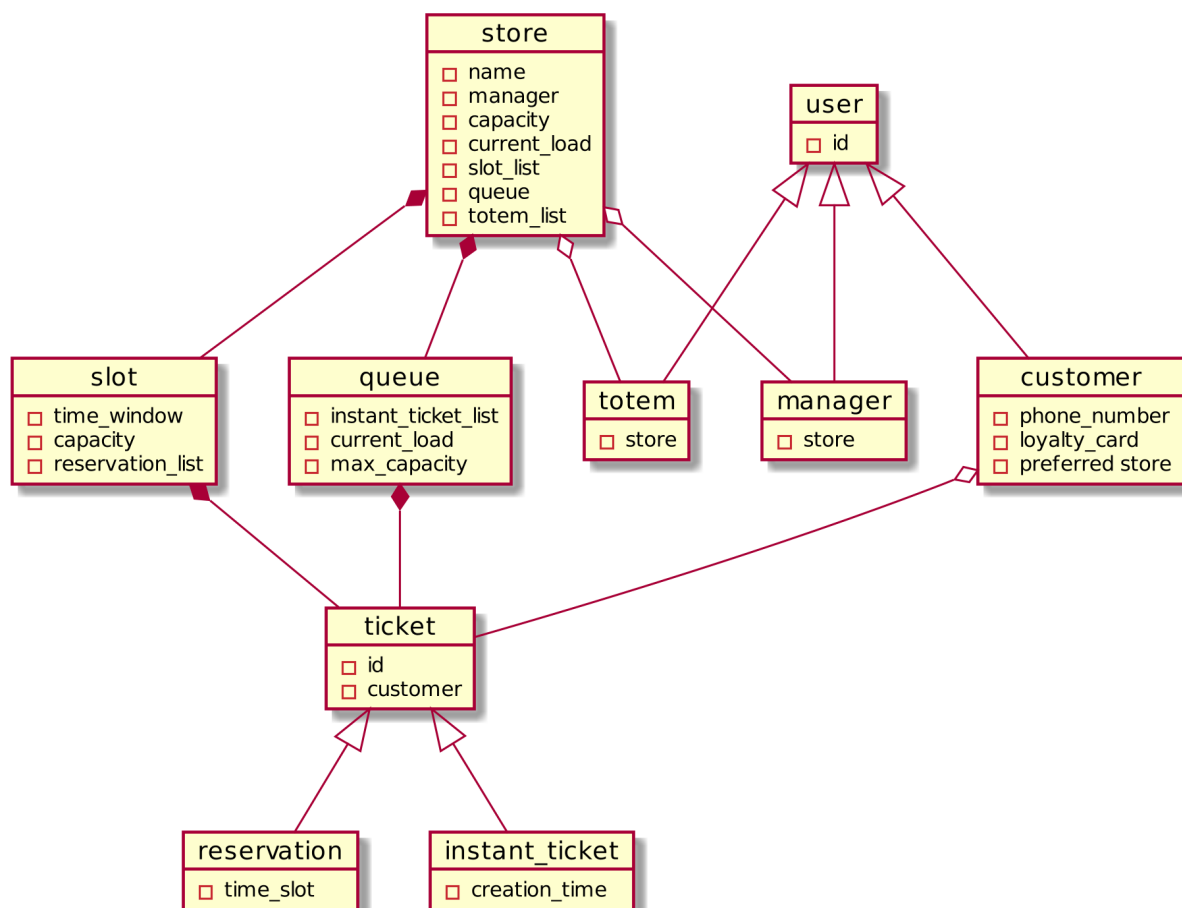 store
name
manager
capacity
current_load
slot_list
queue
totem_list
user
id
slot
time_window
capacity
reservation_list
queue
instant_ticket_list
current_load
max_capacity
totem
store
manager
store
customer
phone_number
loyalty_card
preferred store
ticket
id
customer
reservation
time_slot
instant_ticket
creation_time